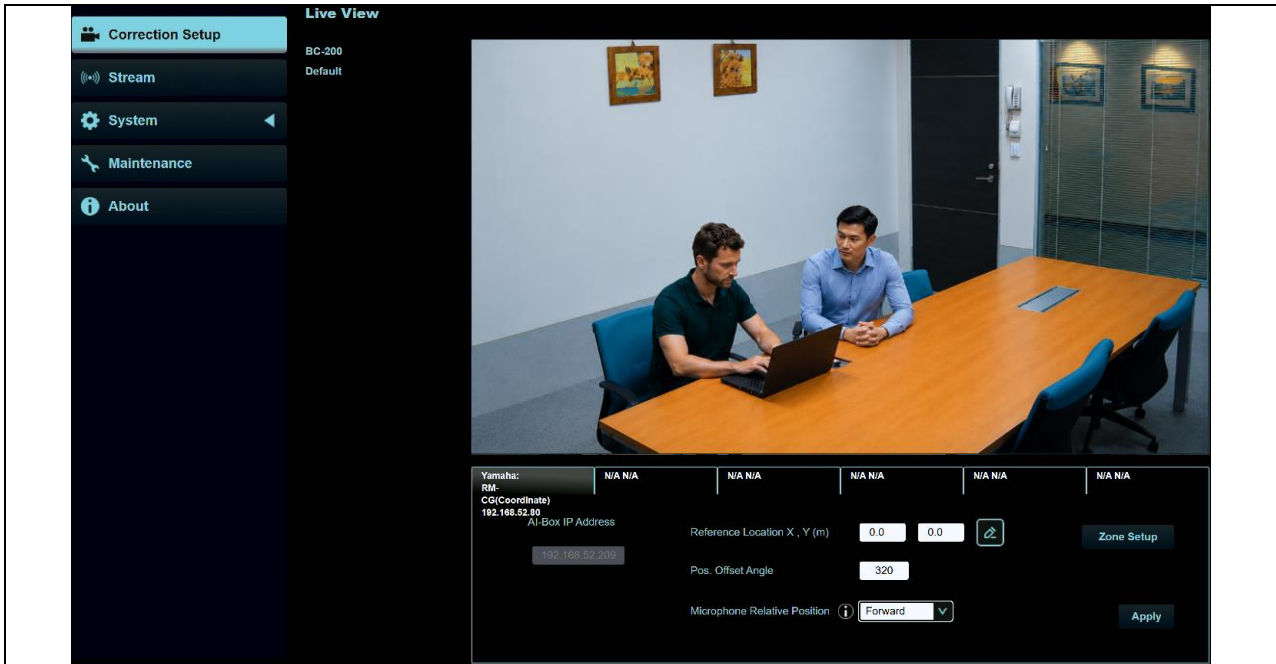 Live View
Correction Setup
Stream
System
Maintenance
About
BC-200
Default
Yamaha:
RM-
CG(Coordinate)
192.168.52.80
N/A N/A
N/A N/A
N/A N/A
N/A N/A
N/A N/A
AI-Box IP Address
192.168.52.209
Reference Location X , Y (m) 0.0 0.0
Zone Setup
Pos. Offset Angle 320
Microphone Relative Position Forward
Apply